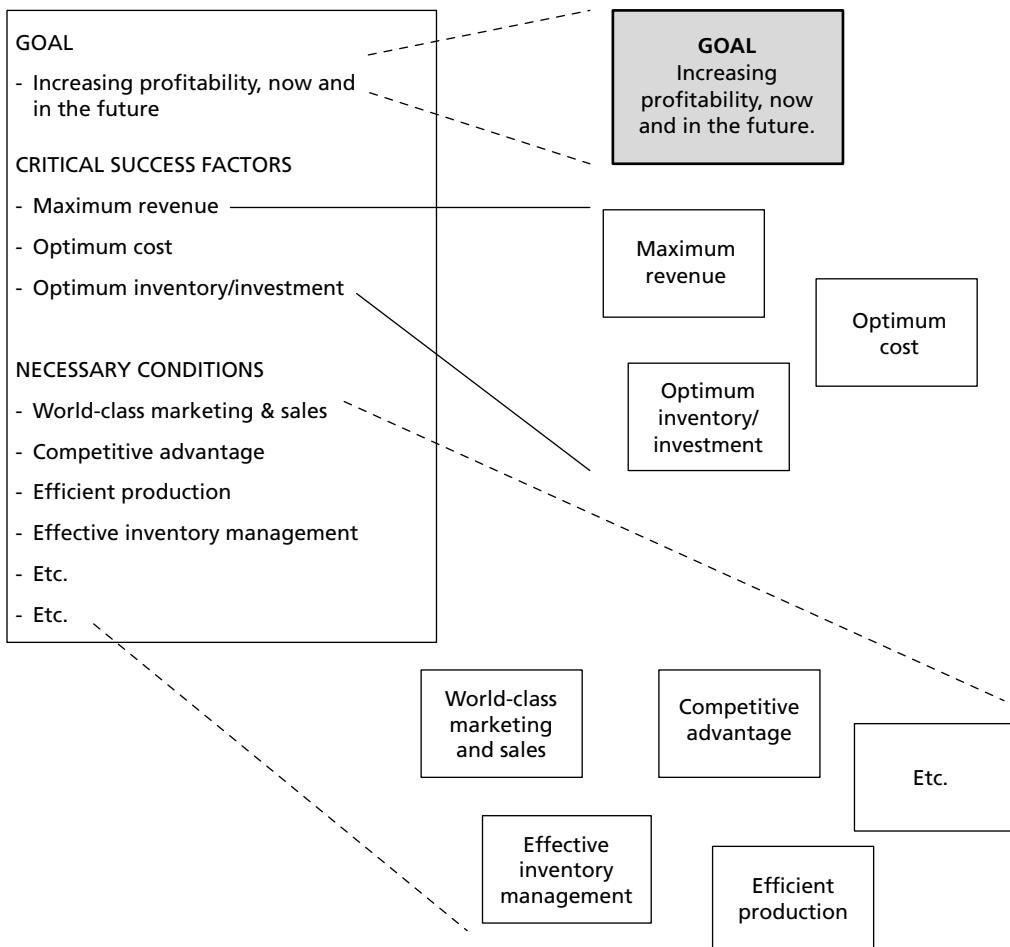 GOAL
- Increasing profitability, now and
in the future
CRITICAL SUCCESS FACTORS
- Maximum revenue
- Optimum cost
- Optimum inventory/investment
NECESSARY CONDITIONS
- World-class marketing & sales
- Competitive advantage
- Efficient production
- Effective inventory management
- Etc.
- Etc.
GOAL
Increasing
profitability, now
and in the future.
Maximum
revenue
Optimum
cost
Optimum
inventory/
investment
World-class
marketing
and sales
Competitive
advantage
Etc.
Effective
inventory
management
Efficient
production